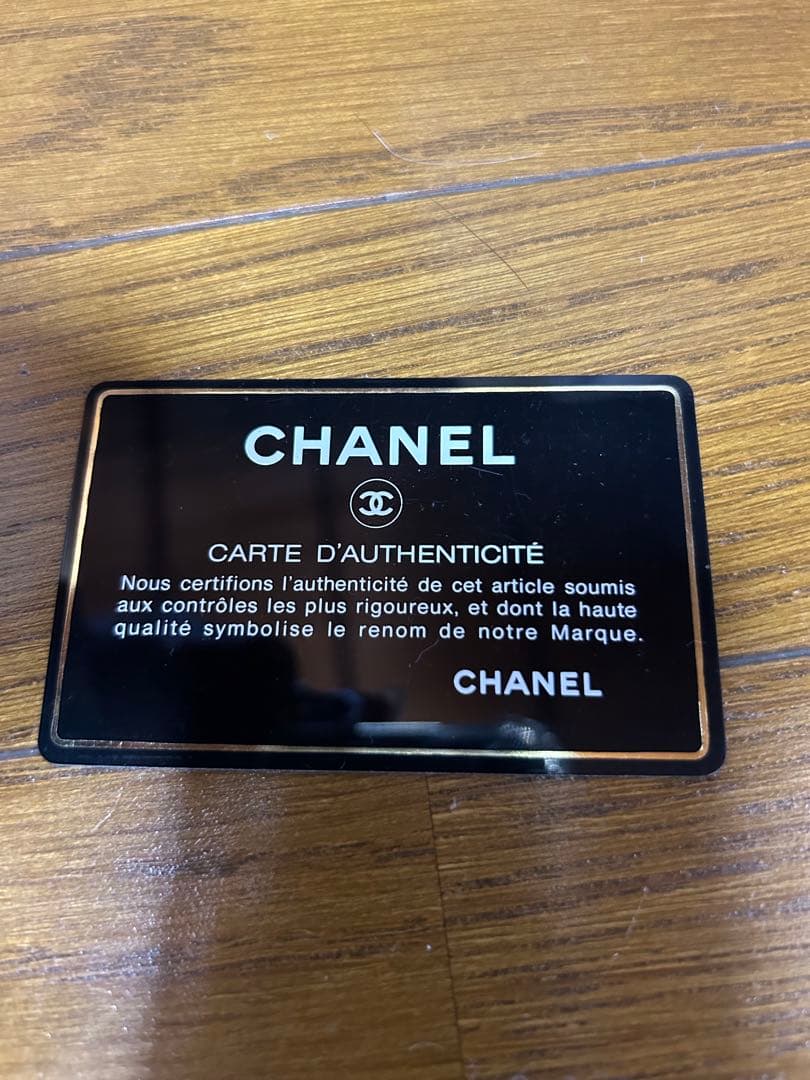 CHANEL
CARTE D'AUTHENTICITÉ
Nous certifions l'authenticité de cet article soumis
aux contrôles les plus rigoureux, et dont la haute
qualité symbolise le renom de notre Marque.
CHANEL